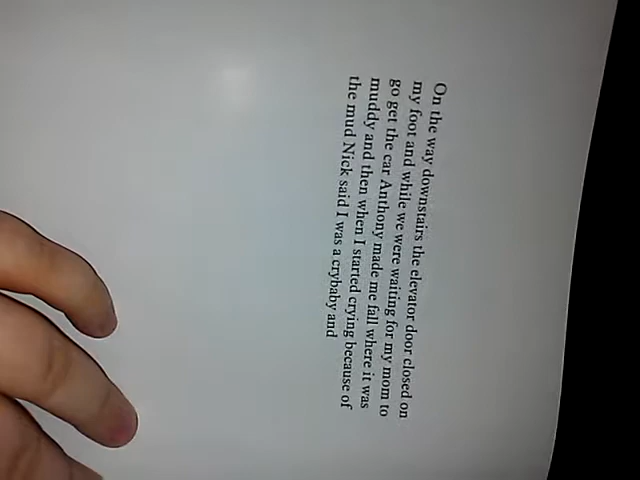 On the way downstairs the elevator door closed on
my foot and while we were waiting for my mom to
go get the car Anthony made me fall where it was
muddy and then when I started crying because of
the mud Nick said I was a crybaby and